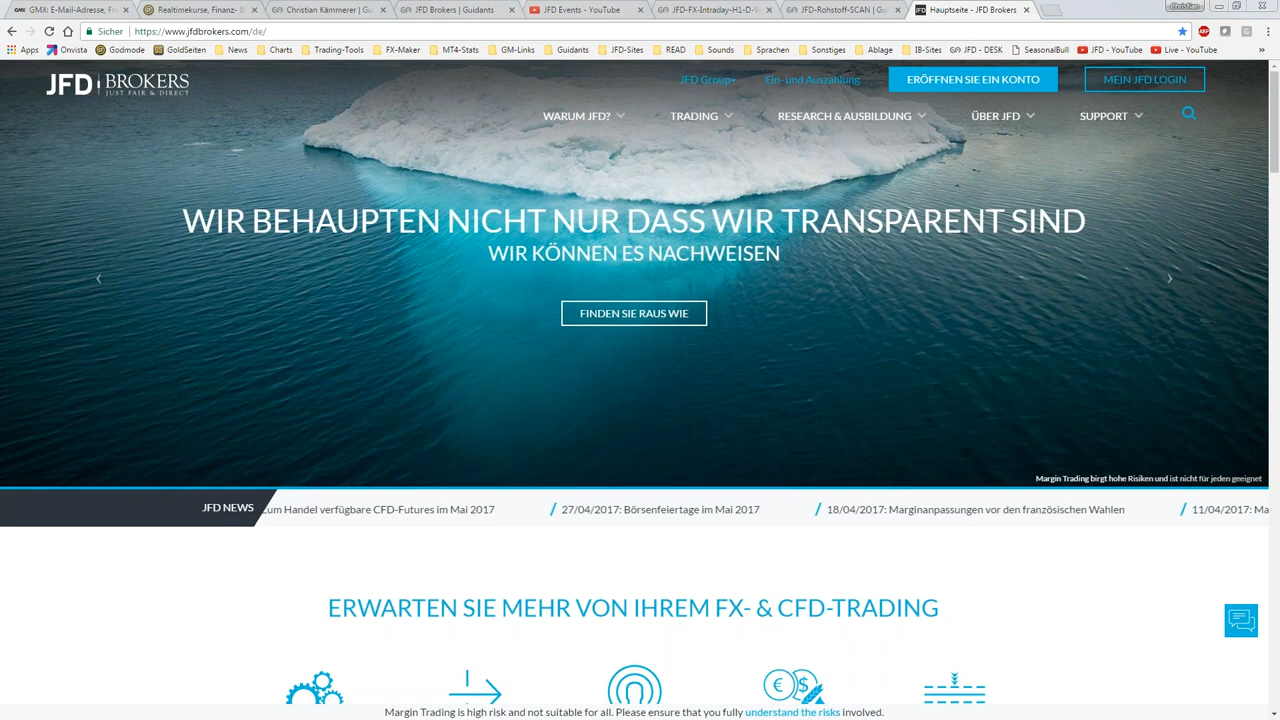 GMX: E-Mail-Adresse, Fr
Realtimekurse, Finanz- &
Christian Kämmerer | Gui
JFD Brokers | Guidants
JFD Events - YouTube
JFD-FX-Intraday-H1-D-W
JFD-Rohstoff-SCAN | Gui
Hauptseite - JFD Brokers
Christian
Sicher | https://www.jfdbrokers.com/de/
Apps Onvista Godmode GoldSeiten News Charts Trading-Tools FX-Maker MT4-Stats GM-Links Guidants JFD-Sites READ Sounds Sprachen Sonstiges Ablage IB-Sites JFD - DESK SeasonalBull JFD - YouTube Live - YouTube
JFD | BROKERS
JUST FAIR & DIRECT
JFD Group Ein- und Auszahlung ERÖFFNEN SIE EIN KONTO MEIN JFD LOGIN
WARUM JFD? TRADING RESEARCH & AUSBILDUNG ÜBER JFD SUPPORT
WIR BEHAUPTEN NICHT NUR DASS WIR TRANSPARENT SIND
WIR KÖNNEN ES NACHWEISEN
FINDEN SIE RAUS WIE
Margin Trading birgt hohe Risiken und ist nicht für jeden geeignet
JFD NEWS zum Handel verfügbare CFD-Futures im Mai 2017 / 27/04/2017: Börsenfeiertage im Mai 2017 / 18/04/2017: Marginanpassungen vor den französischen Wahlen / 11/04/2017: Ma
ERWARTEN SIE MEHR VON IHREM FX- & CFD-TRADING
€ $
Margin Trading is high risk and not suitable for all. Please ensure that you fully understand the risks involved.